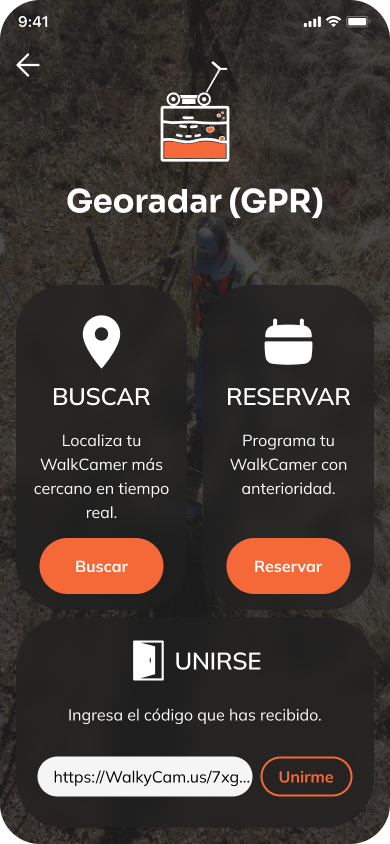 9:41
Georadar (GPR)
BUSCAR
Localiza tu
WalkCamer más
cercano en tiempo
real.
Buscar
RESERVAR
Programa tu
WalkCamer con
anterioridad.
Reservar
UNIRSE
Ingresa el código que has recibido.
https://WalkyCam.us/7xg...
Unirme